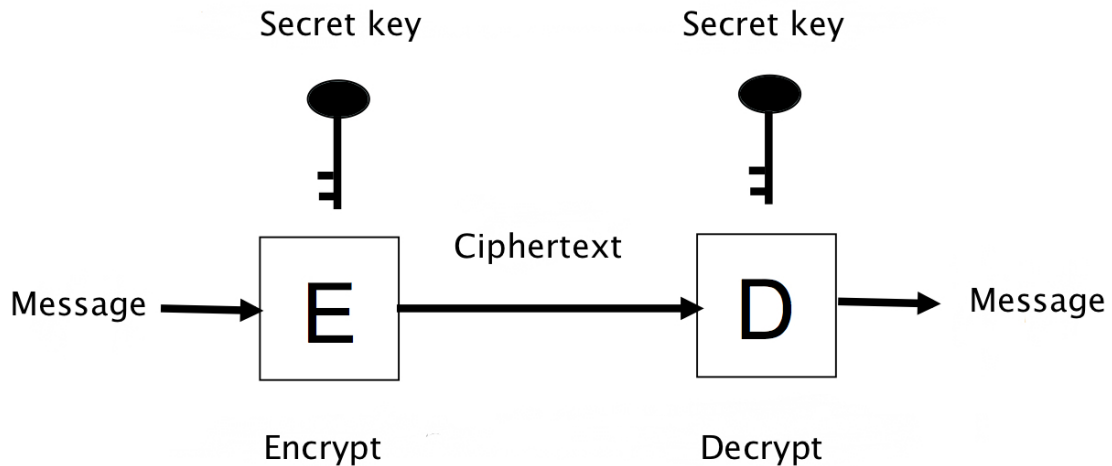 Secret key
Secret key
Ciphertext
Message
E
D
Message
Encrypt
Decrypt